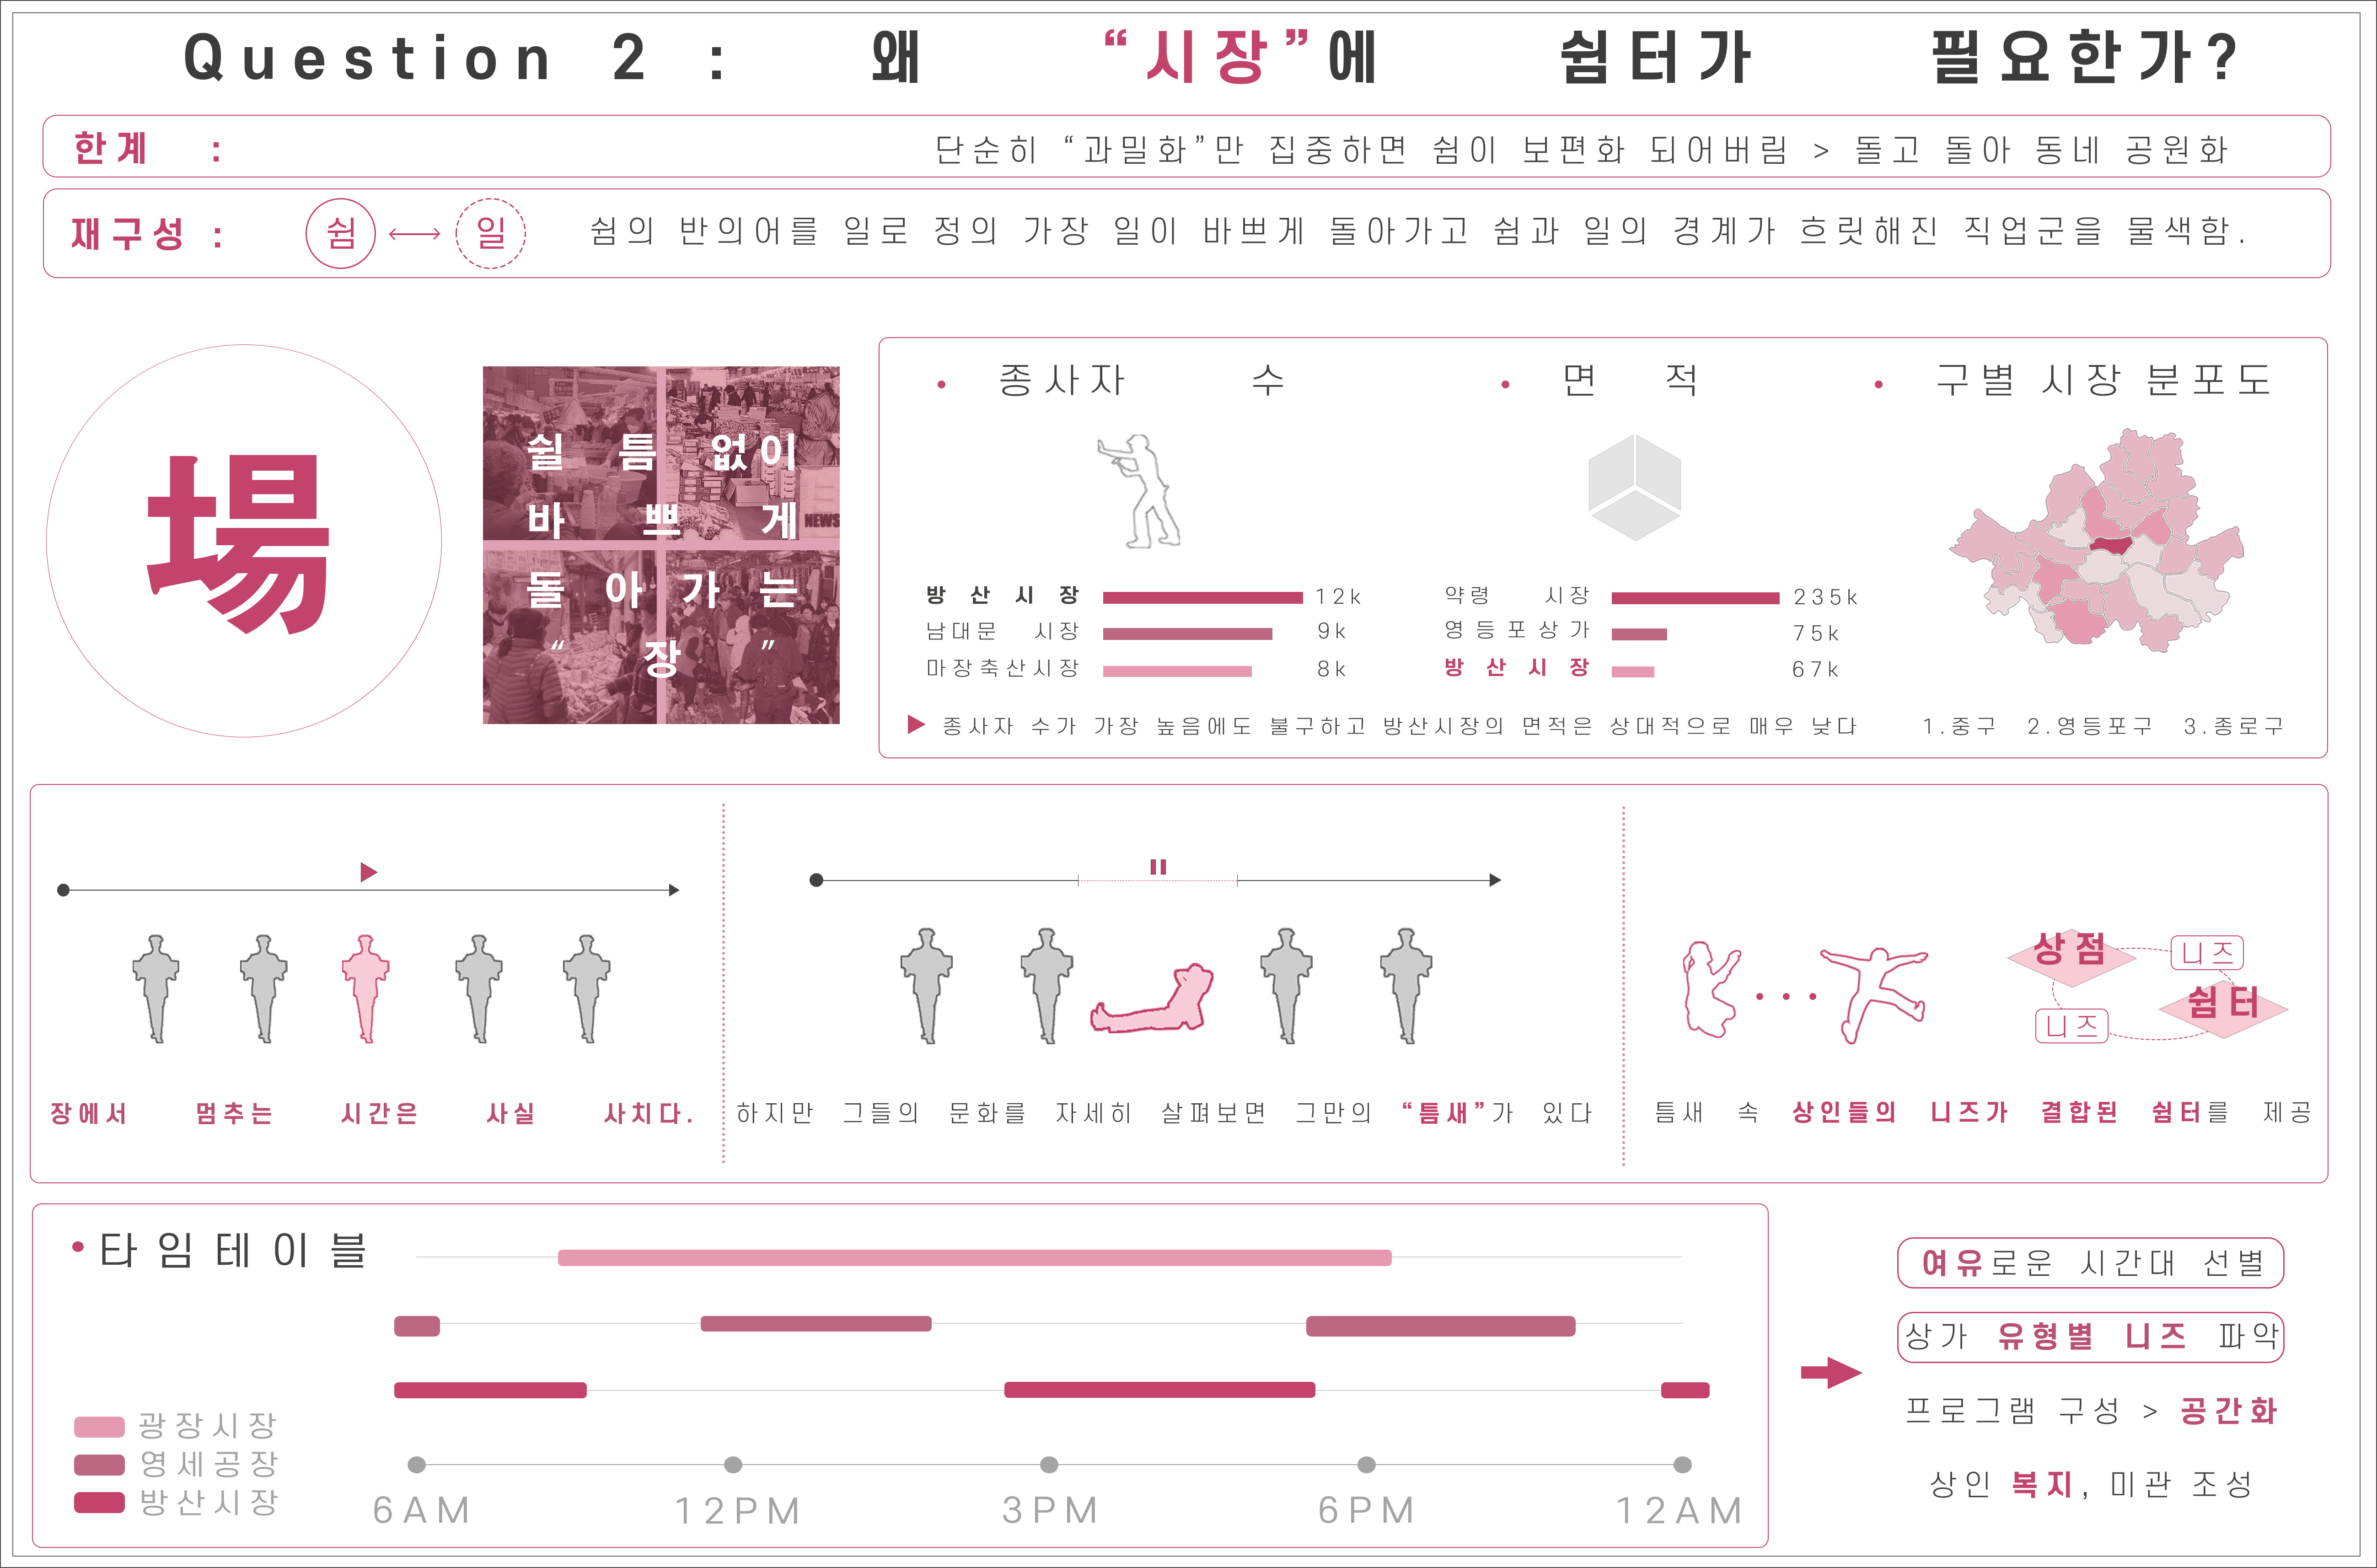 Question 2 : 왜 “시장”에 쉼터가 필요한가?
한계 : 단순히 “과밀화”만 집중하면 쉼이 보편화 되어버림 > 돌고 돌아 동네 공원화
재구성 : 쉼 일 쉼의 반의어를 일로 정의 가장 일이 바쁘게 돌아가고 쉼과 일의 경계가 흐릿해진 직업군을 물색함.
場
쉴 틈 없이
바쁘게
NEWS
돌아가는
“장”
• 종사자 수
방산시장 12k
남대문 시장 9k
마장축산시장 8k
• 면적
약령 시장 235k
영등포상가 75k
방산시장 67k
종사자 수가 가장 높음에도 불구하고 방산시장의 면적은 상대적으로 매우 낮다
• 구별 시장 분포도
1.중구 2.영등포구 3.종로구
장에서 멈추는 시간은 사실 사치다.
하지만 그들의 문화를 자세히 살펴보면 그만의 “틈새”가 있다
상점
니즈
쉼터
니즈
틈새 속 상인들의 니즈가 결합된 쉼터를 제공
• 타임테이블
광장시장
영세공장
방산시장
6AM 12PM 3PM 6PM 12AM
여유로운 시간대 선별
상가 유형별 니즈 파악
프로그램 구성 > 공간화
상인 복지, 미관 조성